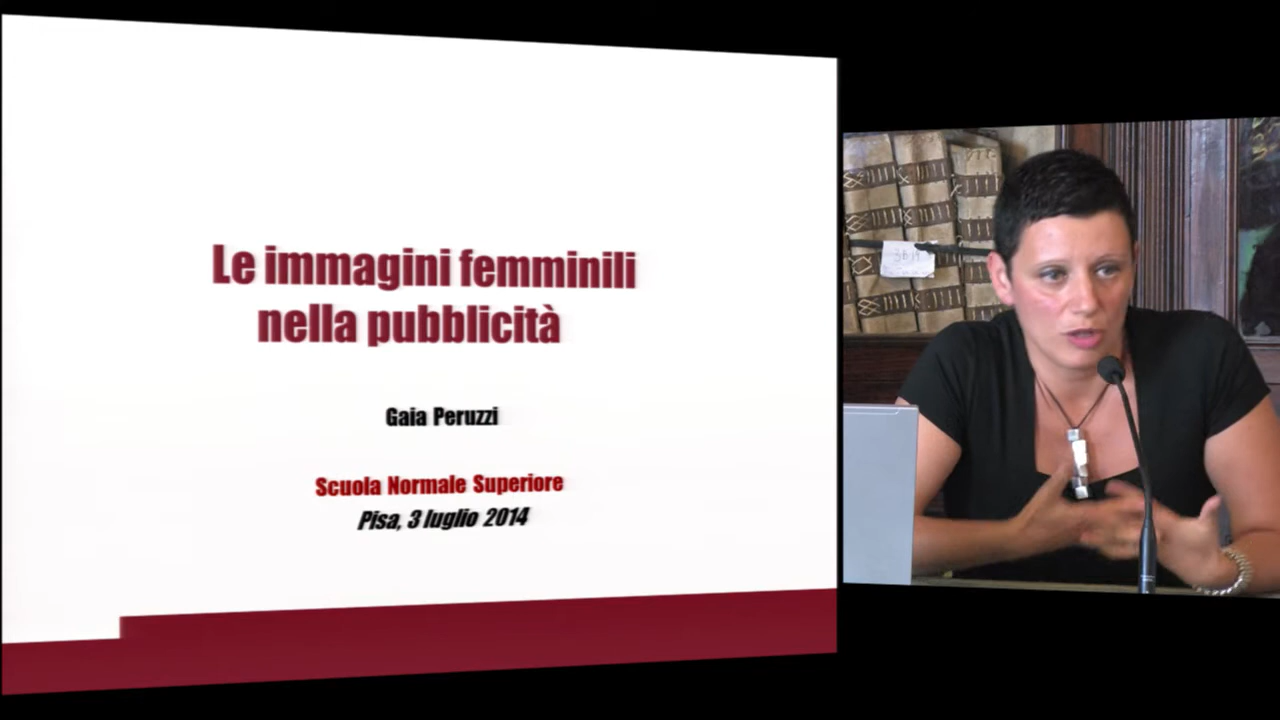 Le immagini femminili
nella pubblicità
Gaia Peruzzi
Scuola Normale Superiore
Pisa, 3 luglio 2014